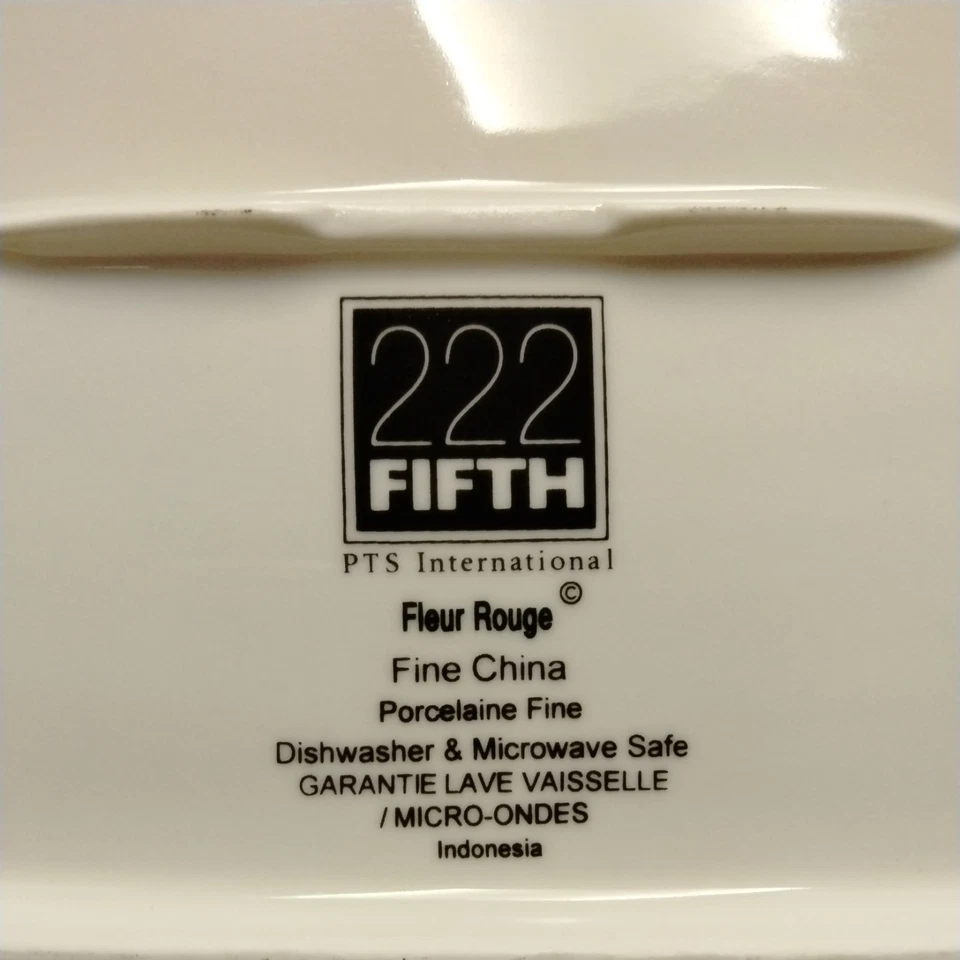 222
FIFTH
PTS International
Fleur Rouge ©
Fine China
Porcelaine Fine
Dishwasher & Microwave Safe
GARANTIE LAVE VAISSELLE
/ MICRO-ONDES
Indonesia